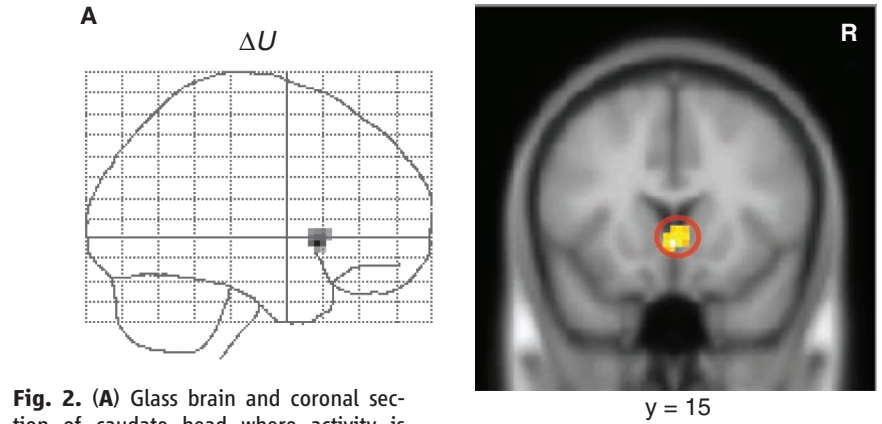 A
ΔU
R
y = 15
Fig. 2. (A) Glass brain and coronal sec-
tion of caudate head where activity is